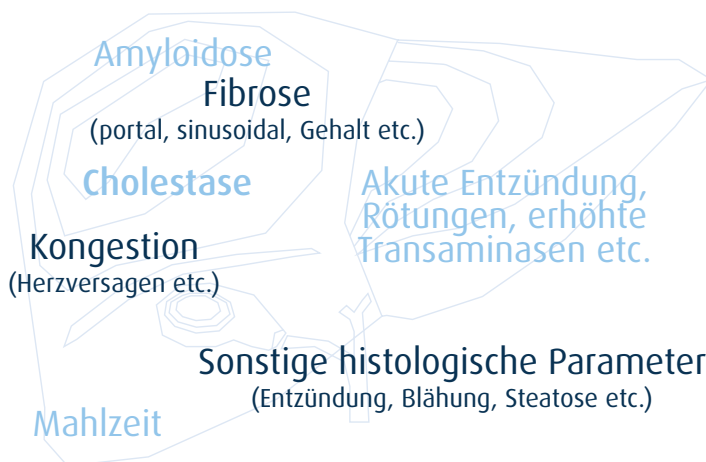 Amyloidose
Fibrose
(portal, sinusoidal, Gehalt etc.)
Cholestase
Akute Entzündung,
Rötungen, erhöhte
Transaminasen etc.
Kongestion
(Herzversagen etc.)
Sonstige histologische Parameter
(Entzündung, Blähung, Steatose etc.)
Mahlzeit